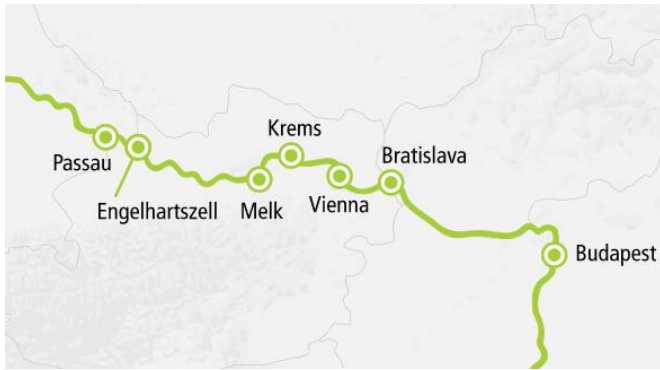 Passau
Engelhartszell
Melk
Krems
Vienna
Bratislava
Budapest